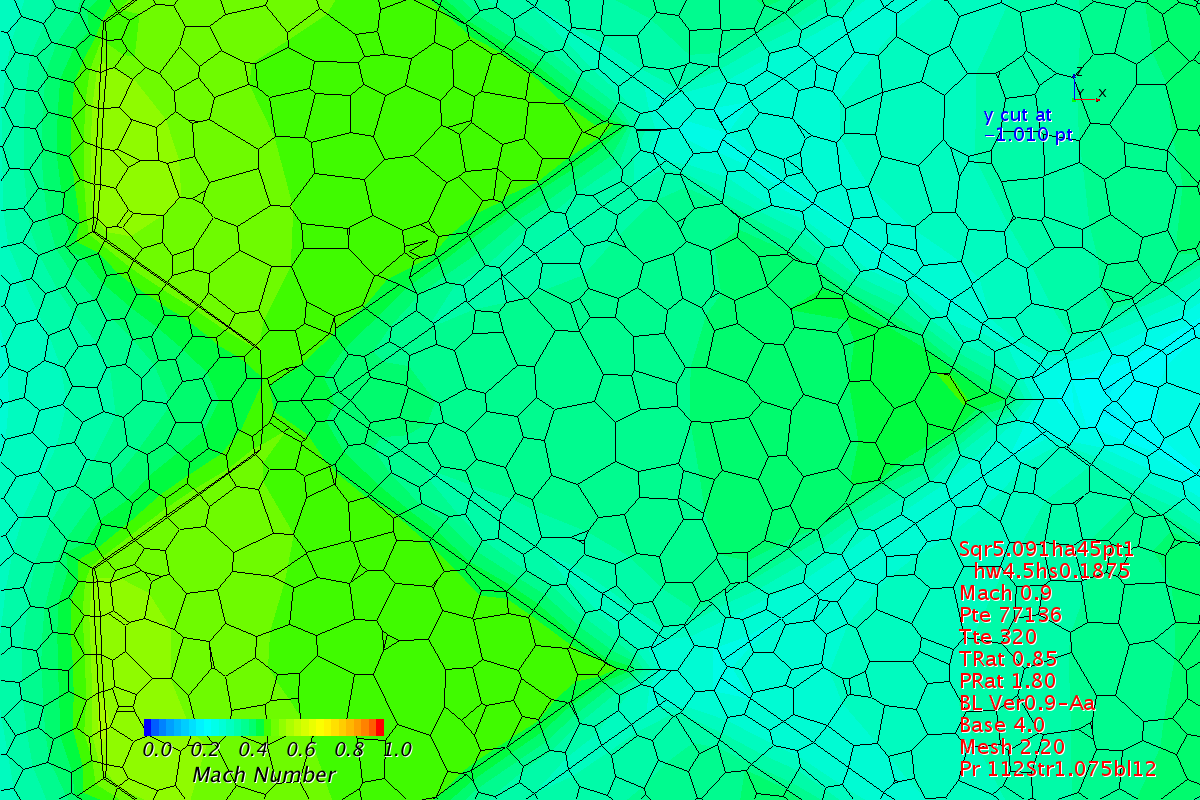 Z
Y X
y cut at
-1.010 pt
Sqr5.091ha45pt1
hw4.5hs0.1875
Mach 0.9
Pte 77136
Tte 320
TRat 0.85
PRat 1.80
BL Ver0.9-Aa
Base 4.0
Mesh 2.20
Pr 112Str1.075bl12
0.0 0.2 0.4 0.6 0.8 1.0
Mach Number